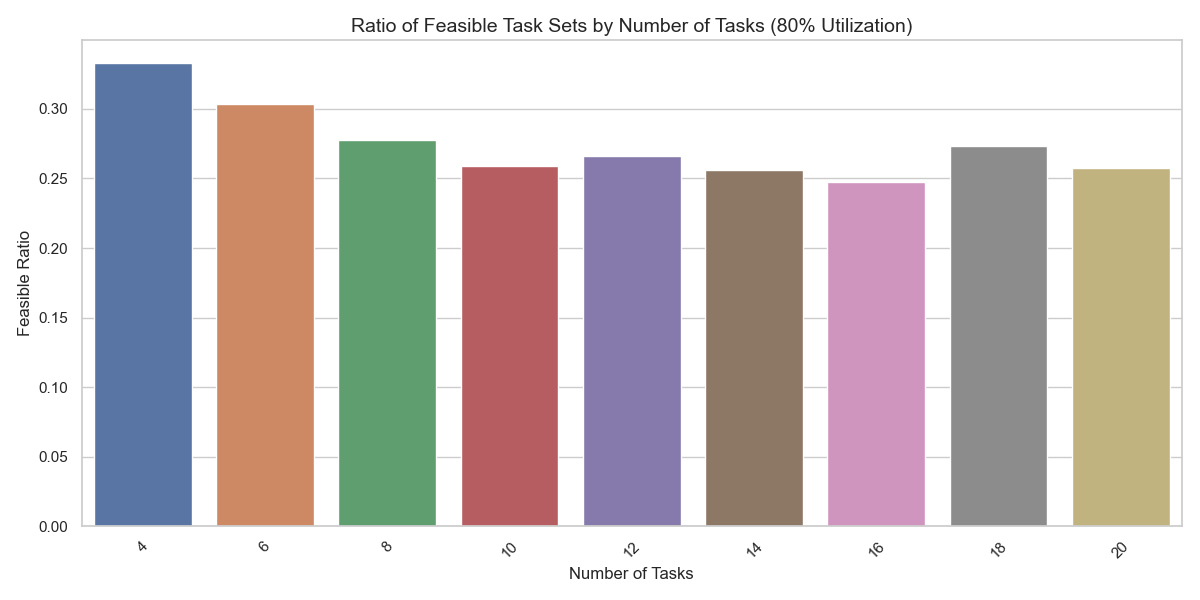 Ratio of Feasible Task Sets by Number of Tasks (80% Utilization)
Feasible Ratio
0.30
0.25
0.20
0.15
0.10
0.05
0.00
4 6 8 10 12 14 16 18 20
Number of Tasks